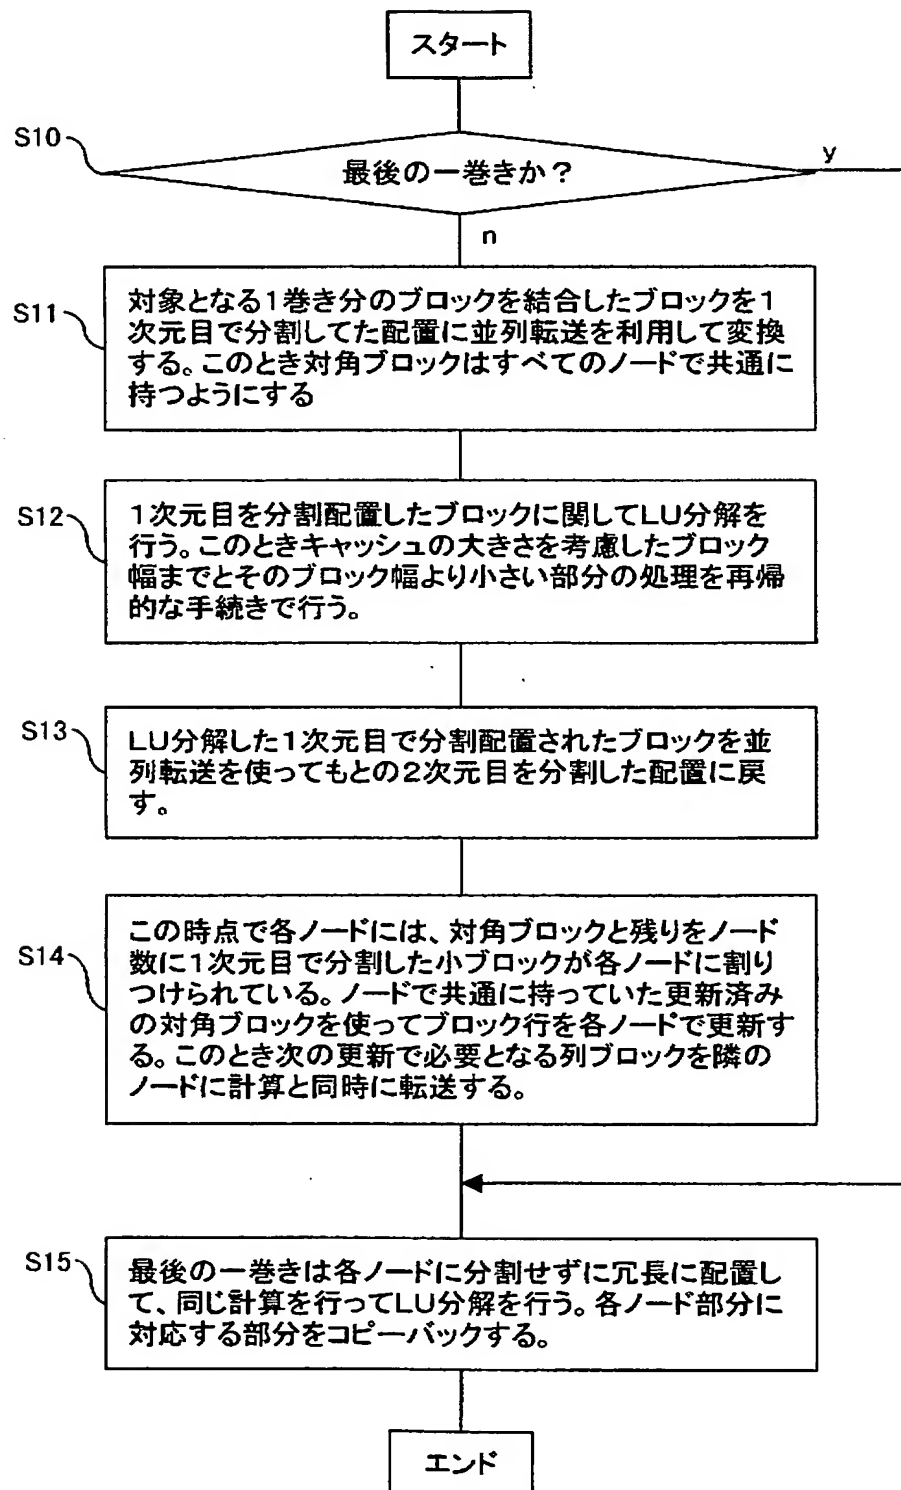 スタート
S10
最後の一巻きか?
y
n
S11
対象となる1巻き分のブロックを結合したブロックを1
次元目で分割してた配置に並列転送を利用して変換
する。このとき対角ブロックはすべてのノードで共通に
持つようにする
S12
1次元目を分割配置したブロックに関してLU分解を
行う。このときキャッシュの大きさを考慮したブロック
幅までとそのブロック幅より小さい部分の処理を再帰
的な手続きで行う。
S13
LU分解した1次元目で分割配置されたブロックを並
列転送を使ってもとの2次元目を分割した配置に戻
す。
S14
この時点で各ノードには、対角ブロックと残りをノード
数に1次元目で分割した小ブロックが各ノードに割り
つけられている。ノードで共通に持っていた更新済み
の対角ブロックを使ってブロック行を各ノードで更新す
る。このとき次の更新で必要となる列ブロックを隣の
ノードに計算と同時に転送する。
S15
最後の一巻きは各ノードに分割せずに冗長に配置し
て、同じ計算を行ってLU分解を行う。各ノード部分に
対応する部分をコピーバックする。
エンド